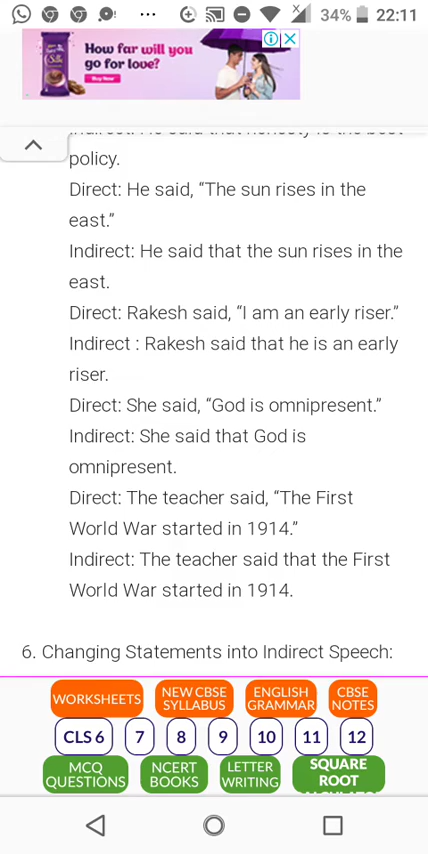 34% 22:11
How far will you
go for love?
Buy Now
Silk
policy.
Direct: He said, “The sun rises in the
east.”
Indirect: He said that the sun rises in the
east.
Direct: Rakesh said, “I am an early riser.”
Indirect : Rakesh said that he is an early
riser.
Direct: She said, “God is omnipresent.”
Indirect: She said that God is
omnipresent.
Direct: The teacher said, “The First
World War started in 1914.”
Indirect: The teacher said that the First
World War started in 1914.
6. Changing Statements into Indirect Speech:
WORKSHEETS NEW CBSE SYLLABUS ENGLISH GRAMMAR CBSE NOTES
CLS 6 7 8 9 10 11 12
MCQ QUESTIONS NCERT BOOKS LETTER WRITING SQUARE ROOT